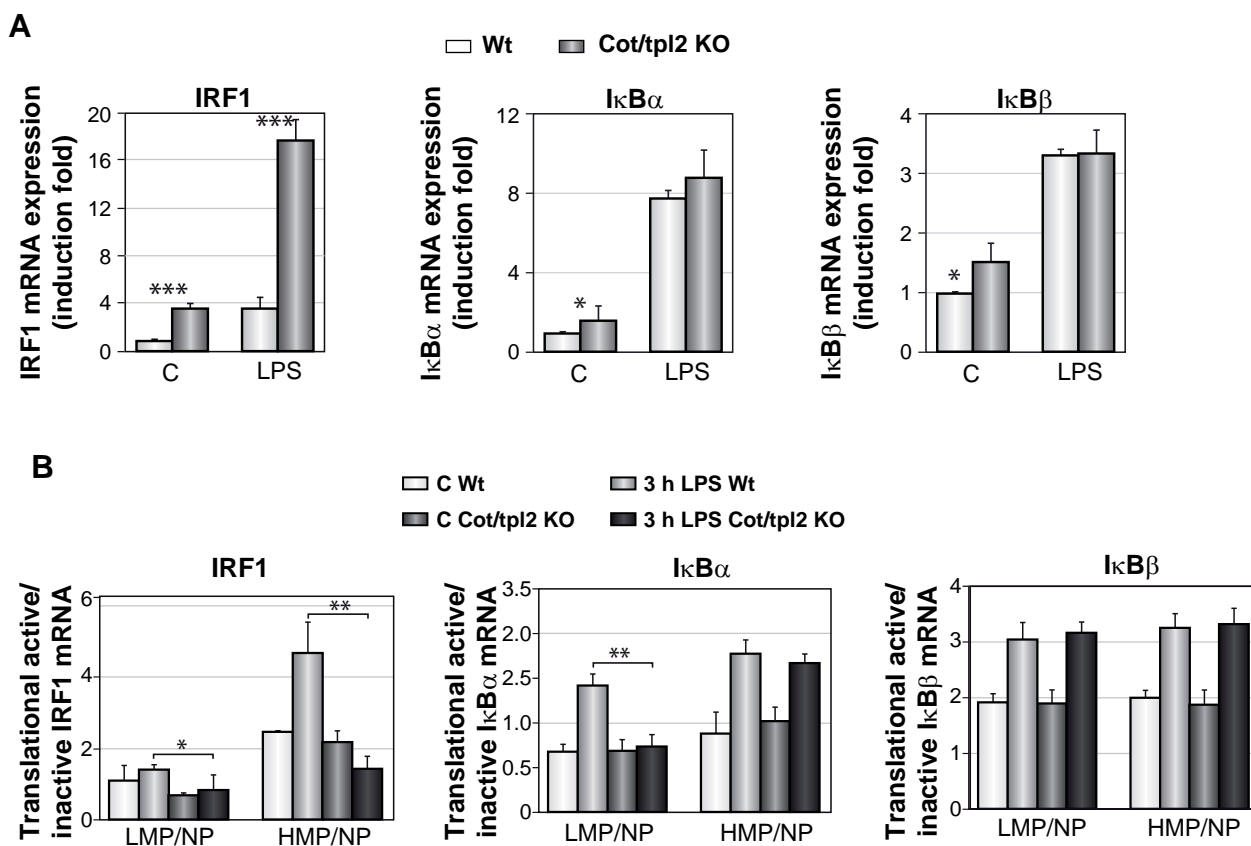 A
Wt Cot/tpl2 KO
IRF1
IRF1 mRNA expression
(induction fold)
20
16
12
8
4
0
***
***
C LPS
IκBα
IκBα mRNA expression
(induction fold)
12
8
4
0
*
C LPS
IκBβ
IκBβ mRNA expression
(induction fold)
4
3
2
1
0
*
C LPS
B
C Wt 3 h LPS Wt
C Cot/tpl2 KO 3 h LPS Cot/tpl2 KO
IRF1
Translational active/
inactive IRF1 mRNA
6
4
2
0
*
**
LMP/NP HMP/NP
IκBα
Translational active/
inactive IκBα mRNA
3.5
2.0
2.5
1.0
0.5
0
**
LMP/NP HMP/NP
IκBβ
Translational active/
inactive IκBβ mRNA
4
3
2
1
0
LMP/NP HMP/NP